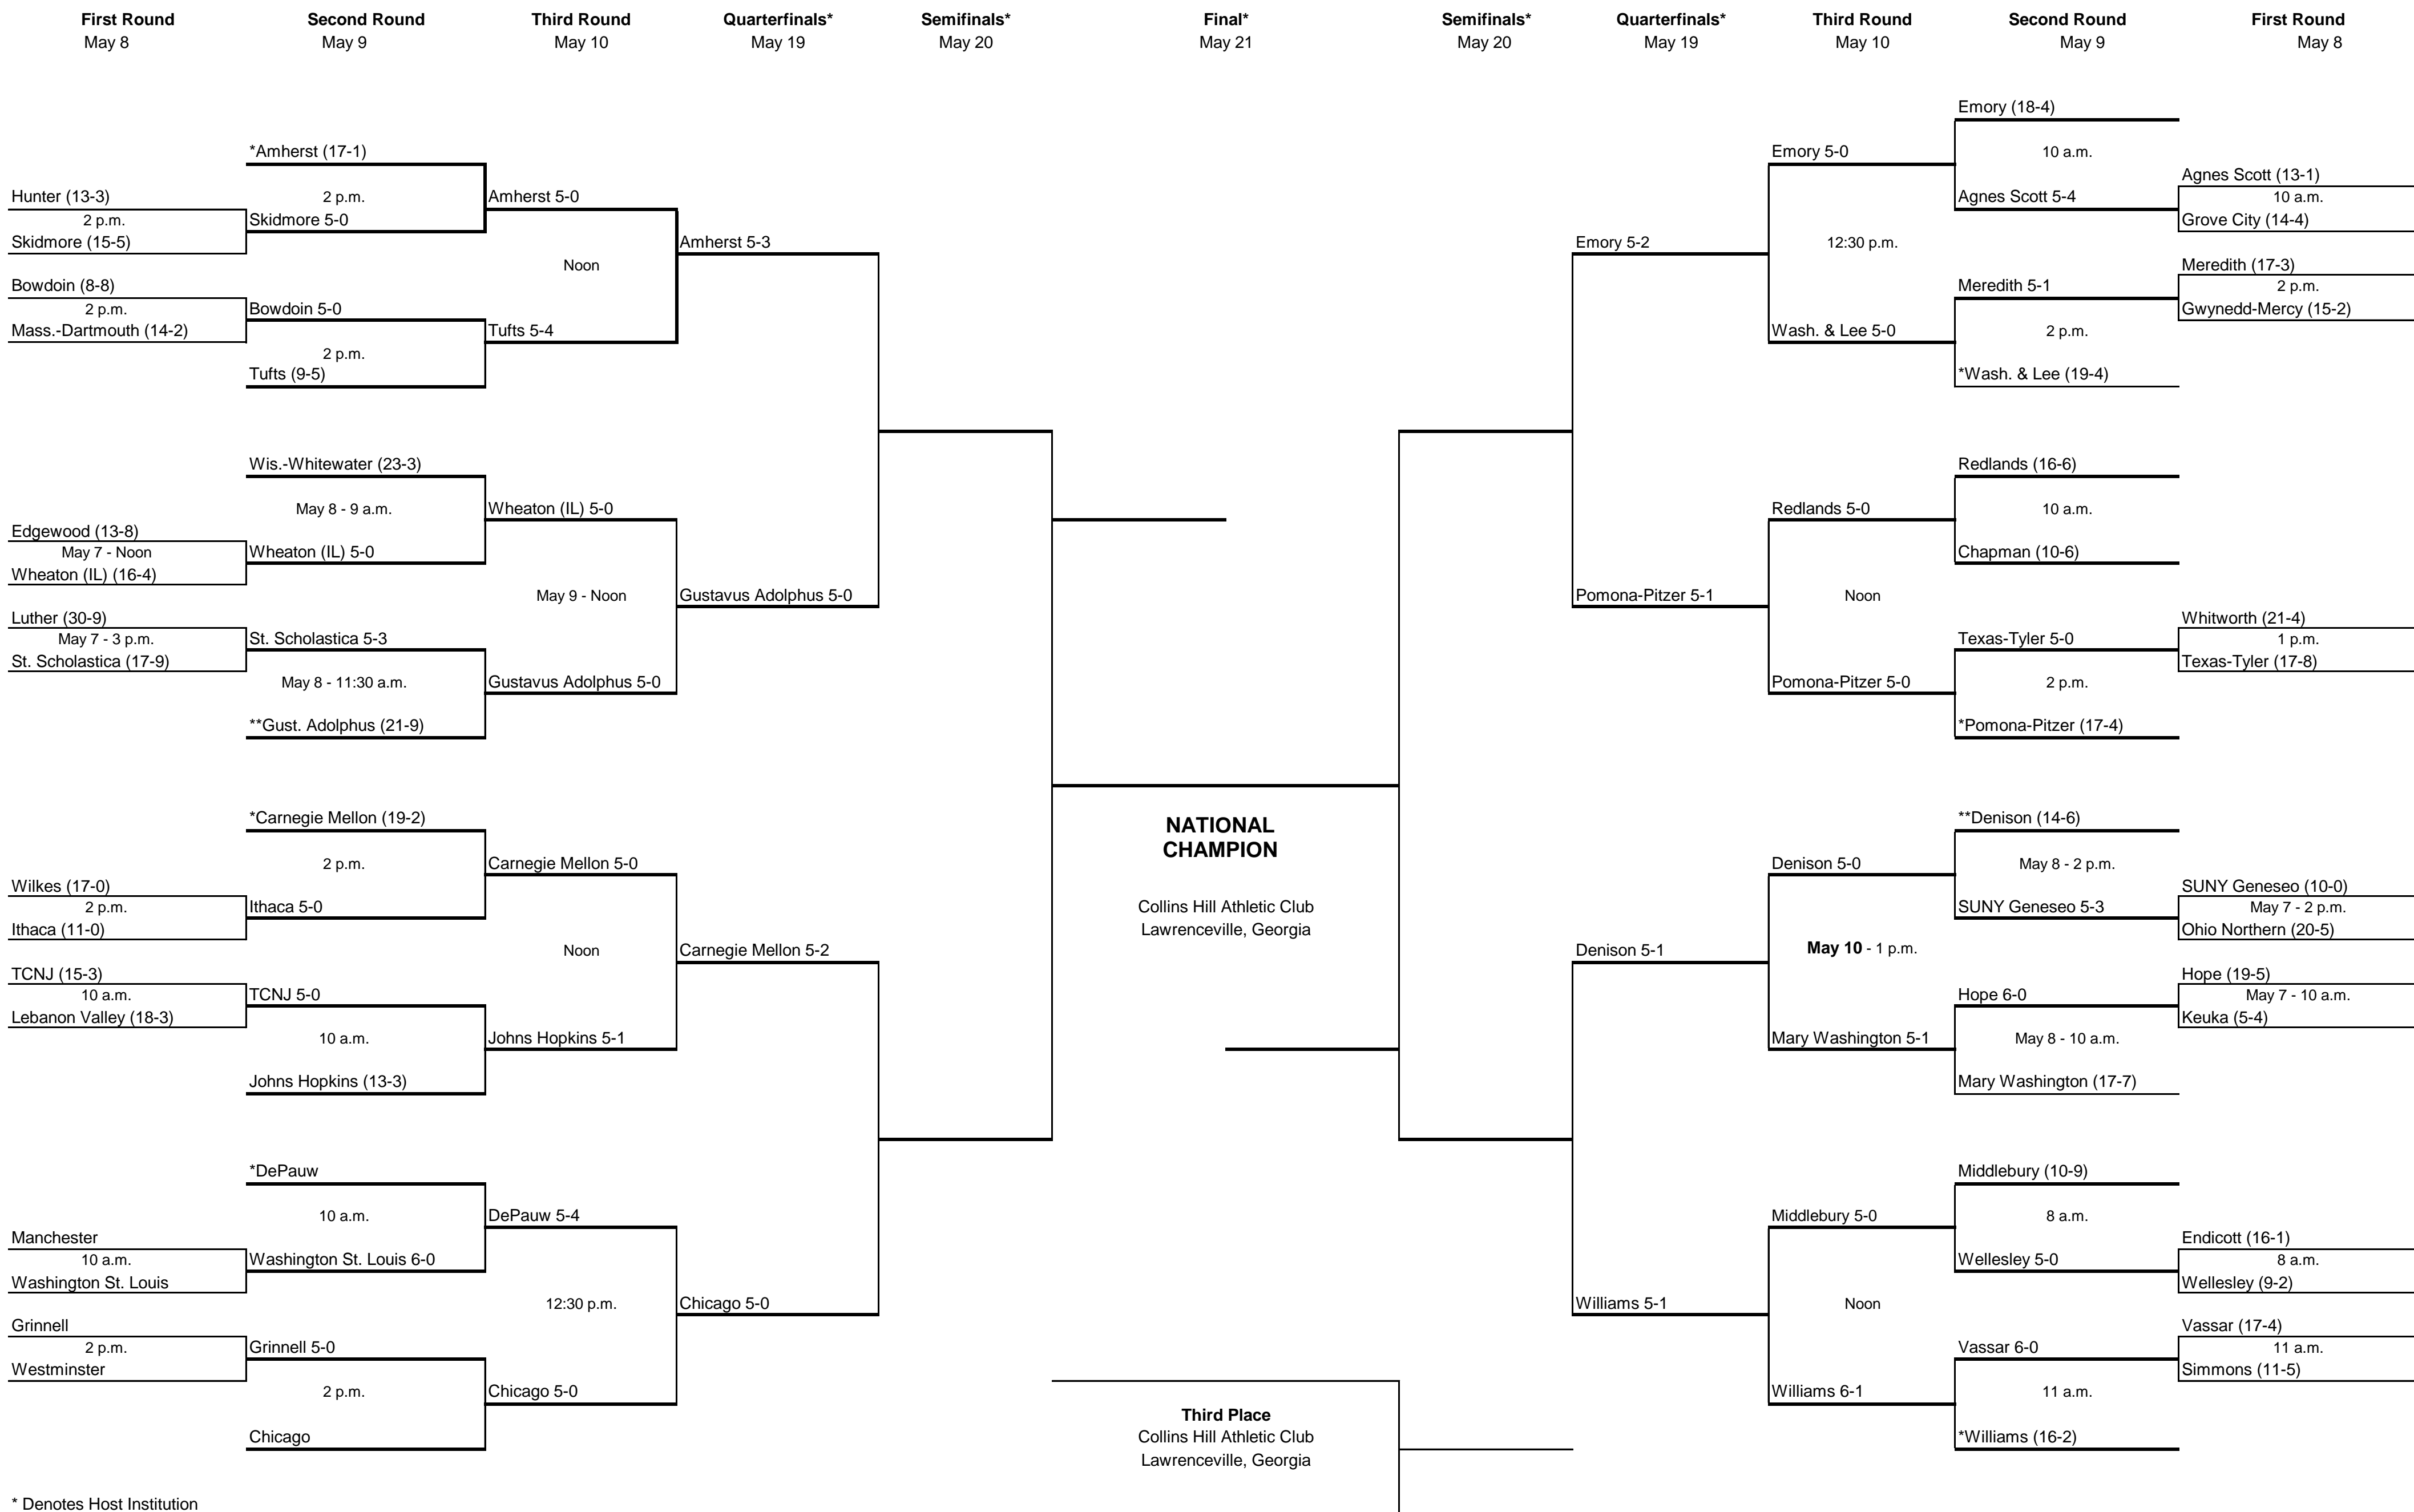 First Round Second Round Third Round Quarterfinals* Semifinals* Final* Semifinals* Quarterfinals* Third Round Second Round First Round
May 8 May 9 May 10 May 19 May 20 May 21 May 20 May 19 May 10 May 9 May 8
*Amherst (17-1)
Hunter (13-3)
2 p.m.
2 p.m.
Skidmore 5-0
Skidmore (15-5)
Amherst 5-0
Amherst 5-3
Noon
Bowdoin (8-8)
2 p.m.
Bowdoin 5-0
Mass.-Dartmouth (14-2)
Tufts 5-4
2 p.m.
Tufts (9-5)
Wis.-Whitewater (23-3)
May 8 - 9 a.m.
Wheaton (IL) 5-0
Edgewood (13-8)
May 7 - Noon
Wheaton (IL) 5-0
Wheaton (IL) (16-4)
May 9 - Noon
Gustavus Adolphus 5-0
Luther (30-9)
May 7 - 3 p.m.
St. Scholastica 5-3
St. Scholastica (17-9)
May 8 - 11:30 a.m.
Gustavus Adolphus 5-0
**Gust. Adolphus (21-9)
*Carnegie Mellon (19-2)
2 p.m.
Carnegie Mellon 5-0
Wilkes (17-0)
2 p.m.
Ithaca 5-0
Ithaca (11-0)
Noon
Carnegie Mellon 5-2
TCNJ (15-3)
10 a.m.
TCNJ 5-0
Lebanon Valley (18-3)
10 a.m.
Johns Hopkins 5-1
Johns Hopkins (13-3)
*DePauw
10 a.m.
DePauw 5-4
Manchester
10 a.m.
Washington St. Louis 6-0
Washington St. Louis
12:30 p.m.
Chicago 5-0
Grinnell
2 p.m.
Grinnell 5-0
Westminster
2 p.m.
Chicago 5-0
Chicago
* Denotes Host Institution
NATIONAL
CHAMPION
Collins Hill Athletic Club
Lawrenceville, Georgia
Third Place
Collins Hill Athletic Club
Lawrenceville, Georgia
Emory (18-4)
10 a.m.
Emory 5-0
Agnes Scott (13-1)
10 a.m.
Agnes Scott 5-4
Grove City (14-4)
12:30 p.m.
Emory 5-2
Meredith (17-3)
2 p.m.
Meredith 5-1
Gwynedd-Mercy (15-2)
Wash. & Lee 5-0
2 p.m.
*Wash. & Lee (19-4)
Redlands (16-6)
Redlands 5-0
10 a.m.
Chapman (10-6)
Pomona-Pitzer 5-1
Noon
Whitworth (21-4)
1 p.m.
Texas-Tyler 5-0
Texas-Tyler (17-8)
Pomona-Pitzer 5-0
2 p.m.
*Pomona-Pitzer (17-4)
**Denison (14-6)
Denison 5-0
May 8 - 2 p.m.
SUNY Geneseo (10-0)
May 7 - 2 p.m.
SUNY Geneseo 5-3
Ohio Northern (20-5)
Denison 5-1
May 10 - 1 p.m.
Hope (19-5)
May 7 - 10 a.m.
Hope 6-0
Keuka (5-4)
Mary Washington 5-1
May 8 - 10 a.m.
Mary Washington (17-7)
Middlebury (10-9)
Middlebury 5-0
8 a.m.
Endicott (16-1)
8 a.m.
Wellesley 5-0
Wellesley (9-2)
Williams 5-1
Noon
Vassar (17-4)
11 a.m.
Vassar 6-0
Simmons (11-5)
Williams 6-1
11 a.m.
*Williams (16-2)